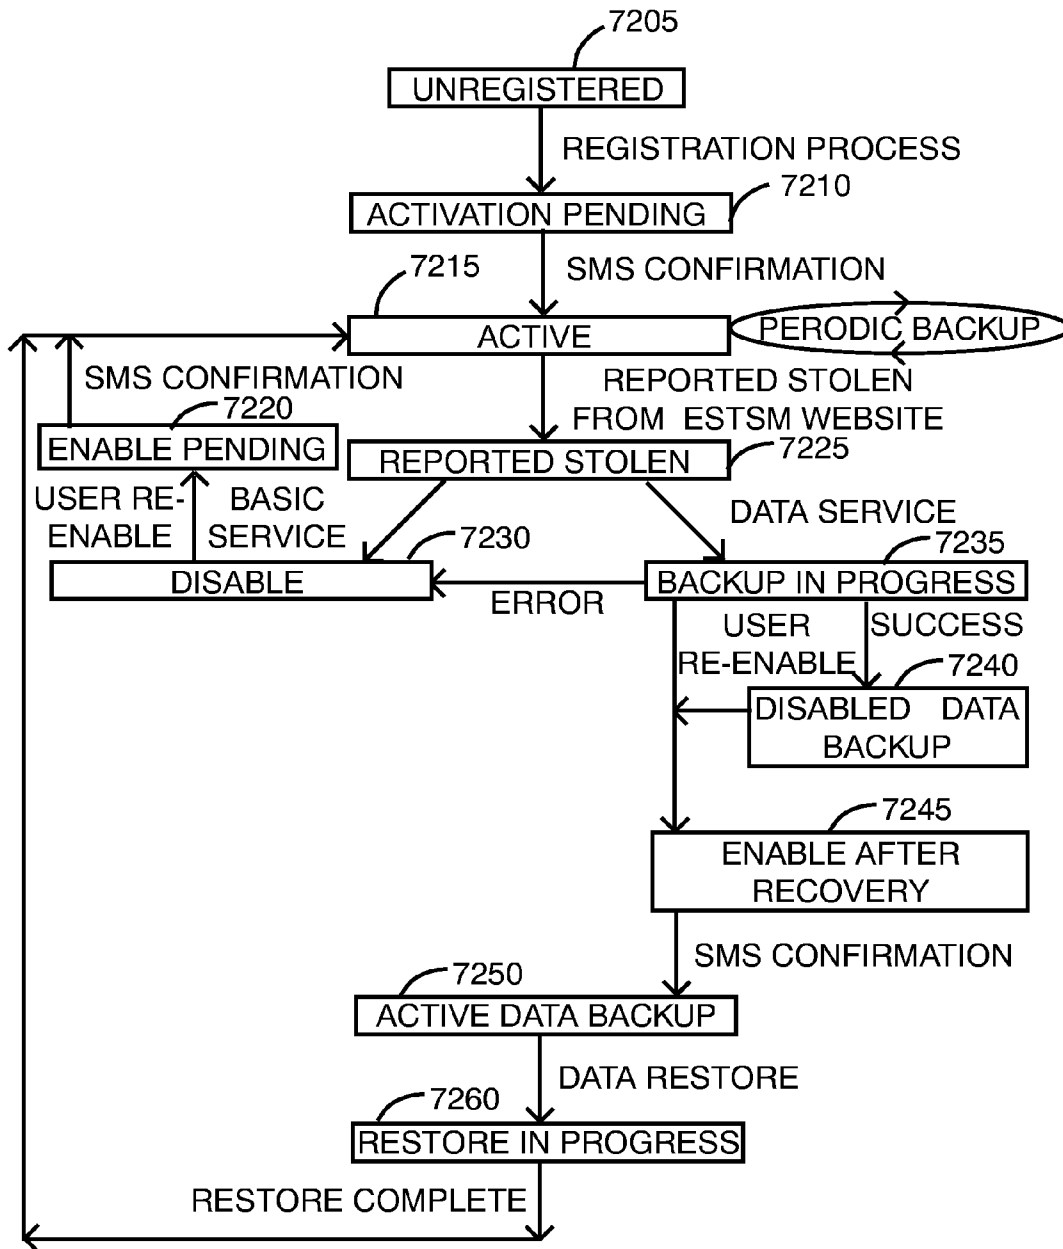 7205
UNREGISTERED
REGISTRATION PROCESS
7210
ACTIVATION PENDING
7215
SMS CONFIRMATION
ACTIVE
PERODIC BACKUP
SMS CONFIRMATION
REPORTED STOLEN
FROM ESTSM WEBSITE
7220
ENABLE PENDING
7225
REPORTED STOLEN
USER RE-
ENABLE
BASIC
SERVICE
DATA SERVICE
7230
DISABLE
7235
BACKUP IN PROGRESS
ERROR
USER
RE-ENABLE
SUCCESS
7240
DISABLED DATA
BACKUP
7245
ENABLE AFTER
RECOVERY
SMS CONFIRMATION
7250
ACTIVE DATA BACKUP
DATA RESTORE
7260
RESTORE IN PROGRESS
RESTORE COMPLETE